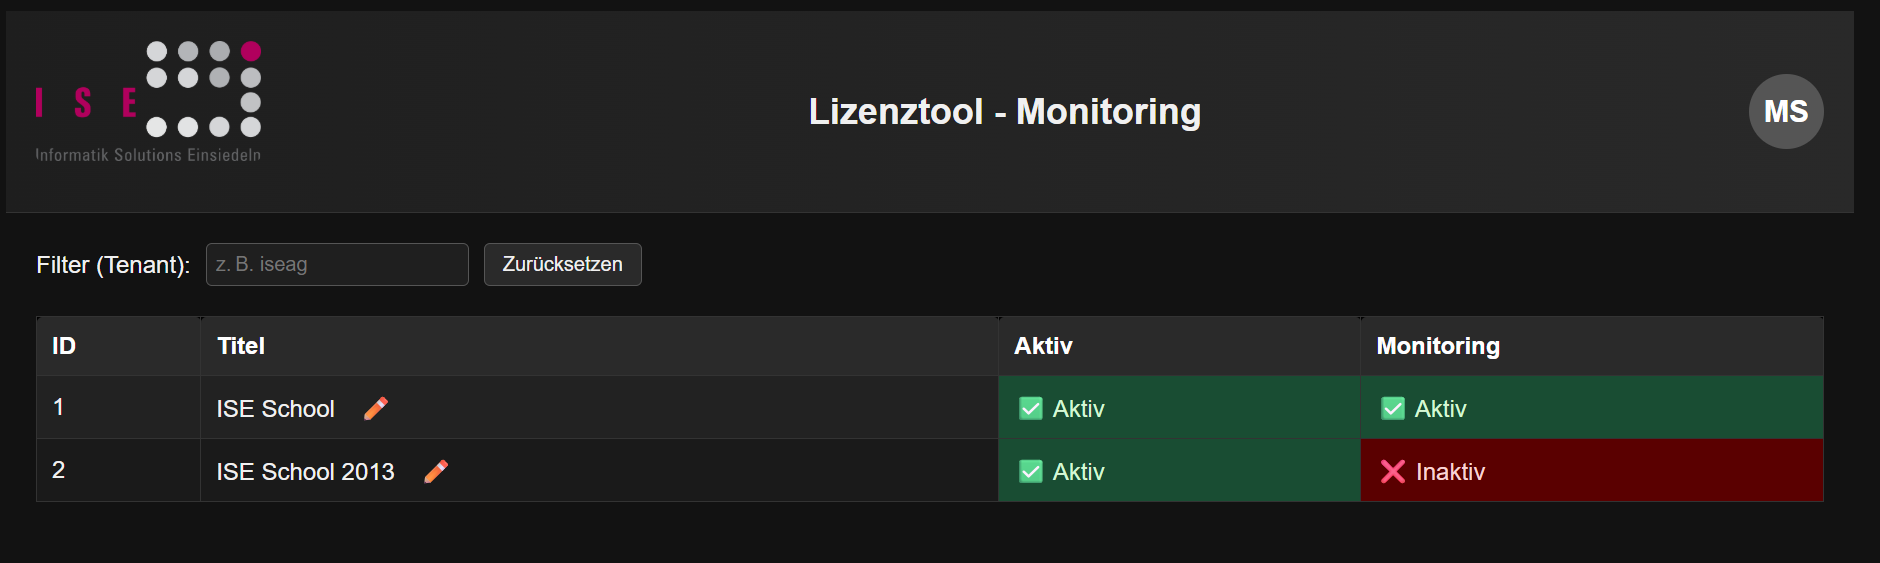 I S E
Informatik Solutions Einsiedeln
Lizenztool - Monitoring
MS
Filter (Tenant): z. B. iseag Zurücksetzen
ID Titel Aktiv Monitoring
1 ISE School ✏️ ✅ Aktiv ✅ Aktiv
2 ISE School 2013 ✏️ ✅ Aktiv ❌ Inaktiv